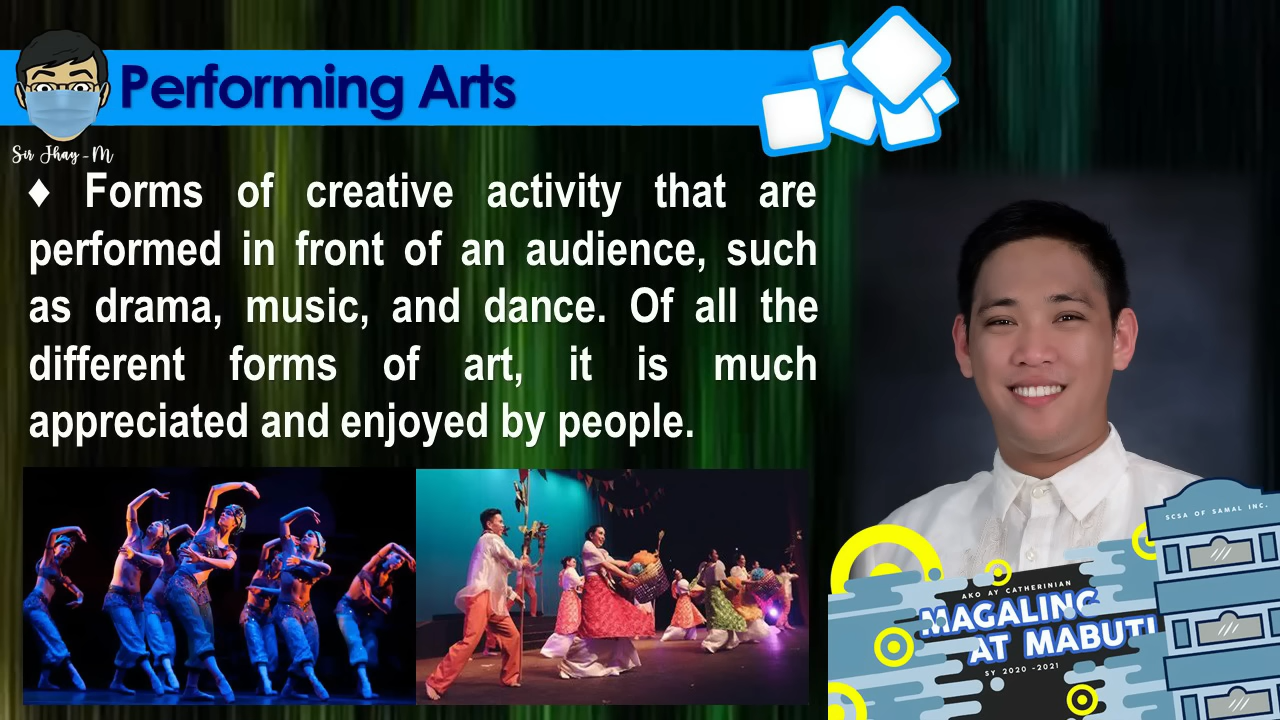 Performing Arts
Sir Jhay-M
♦ Forms of creative activity that are
performed in front of an audience, such
as drama, music, and dance. Of all the
different forms of art, it is much
appreciated and enjoyed by people.
SCSA OF SAMAL INC.
AKO AY CATHERINIAN
MAGALING
AT MABUTI
SY 2020 -2021